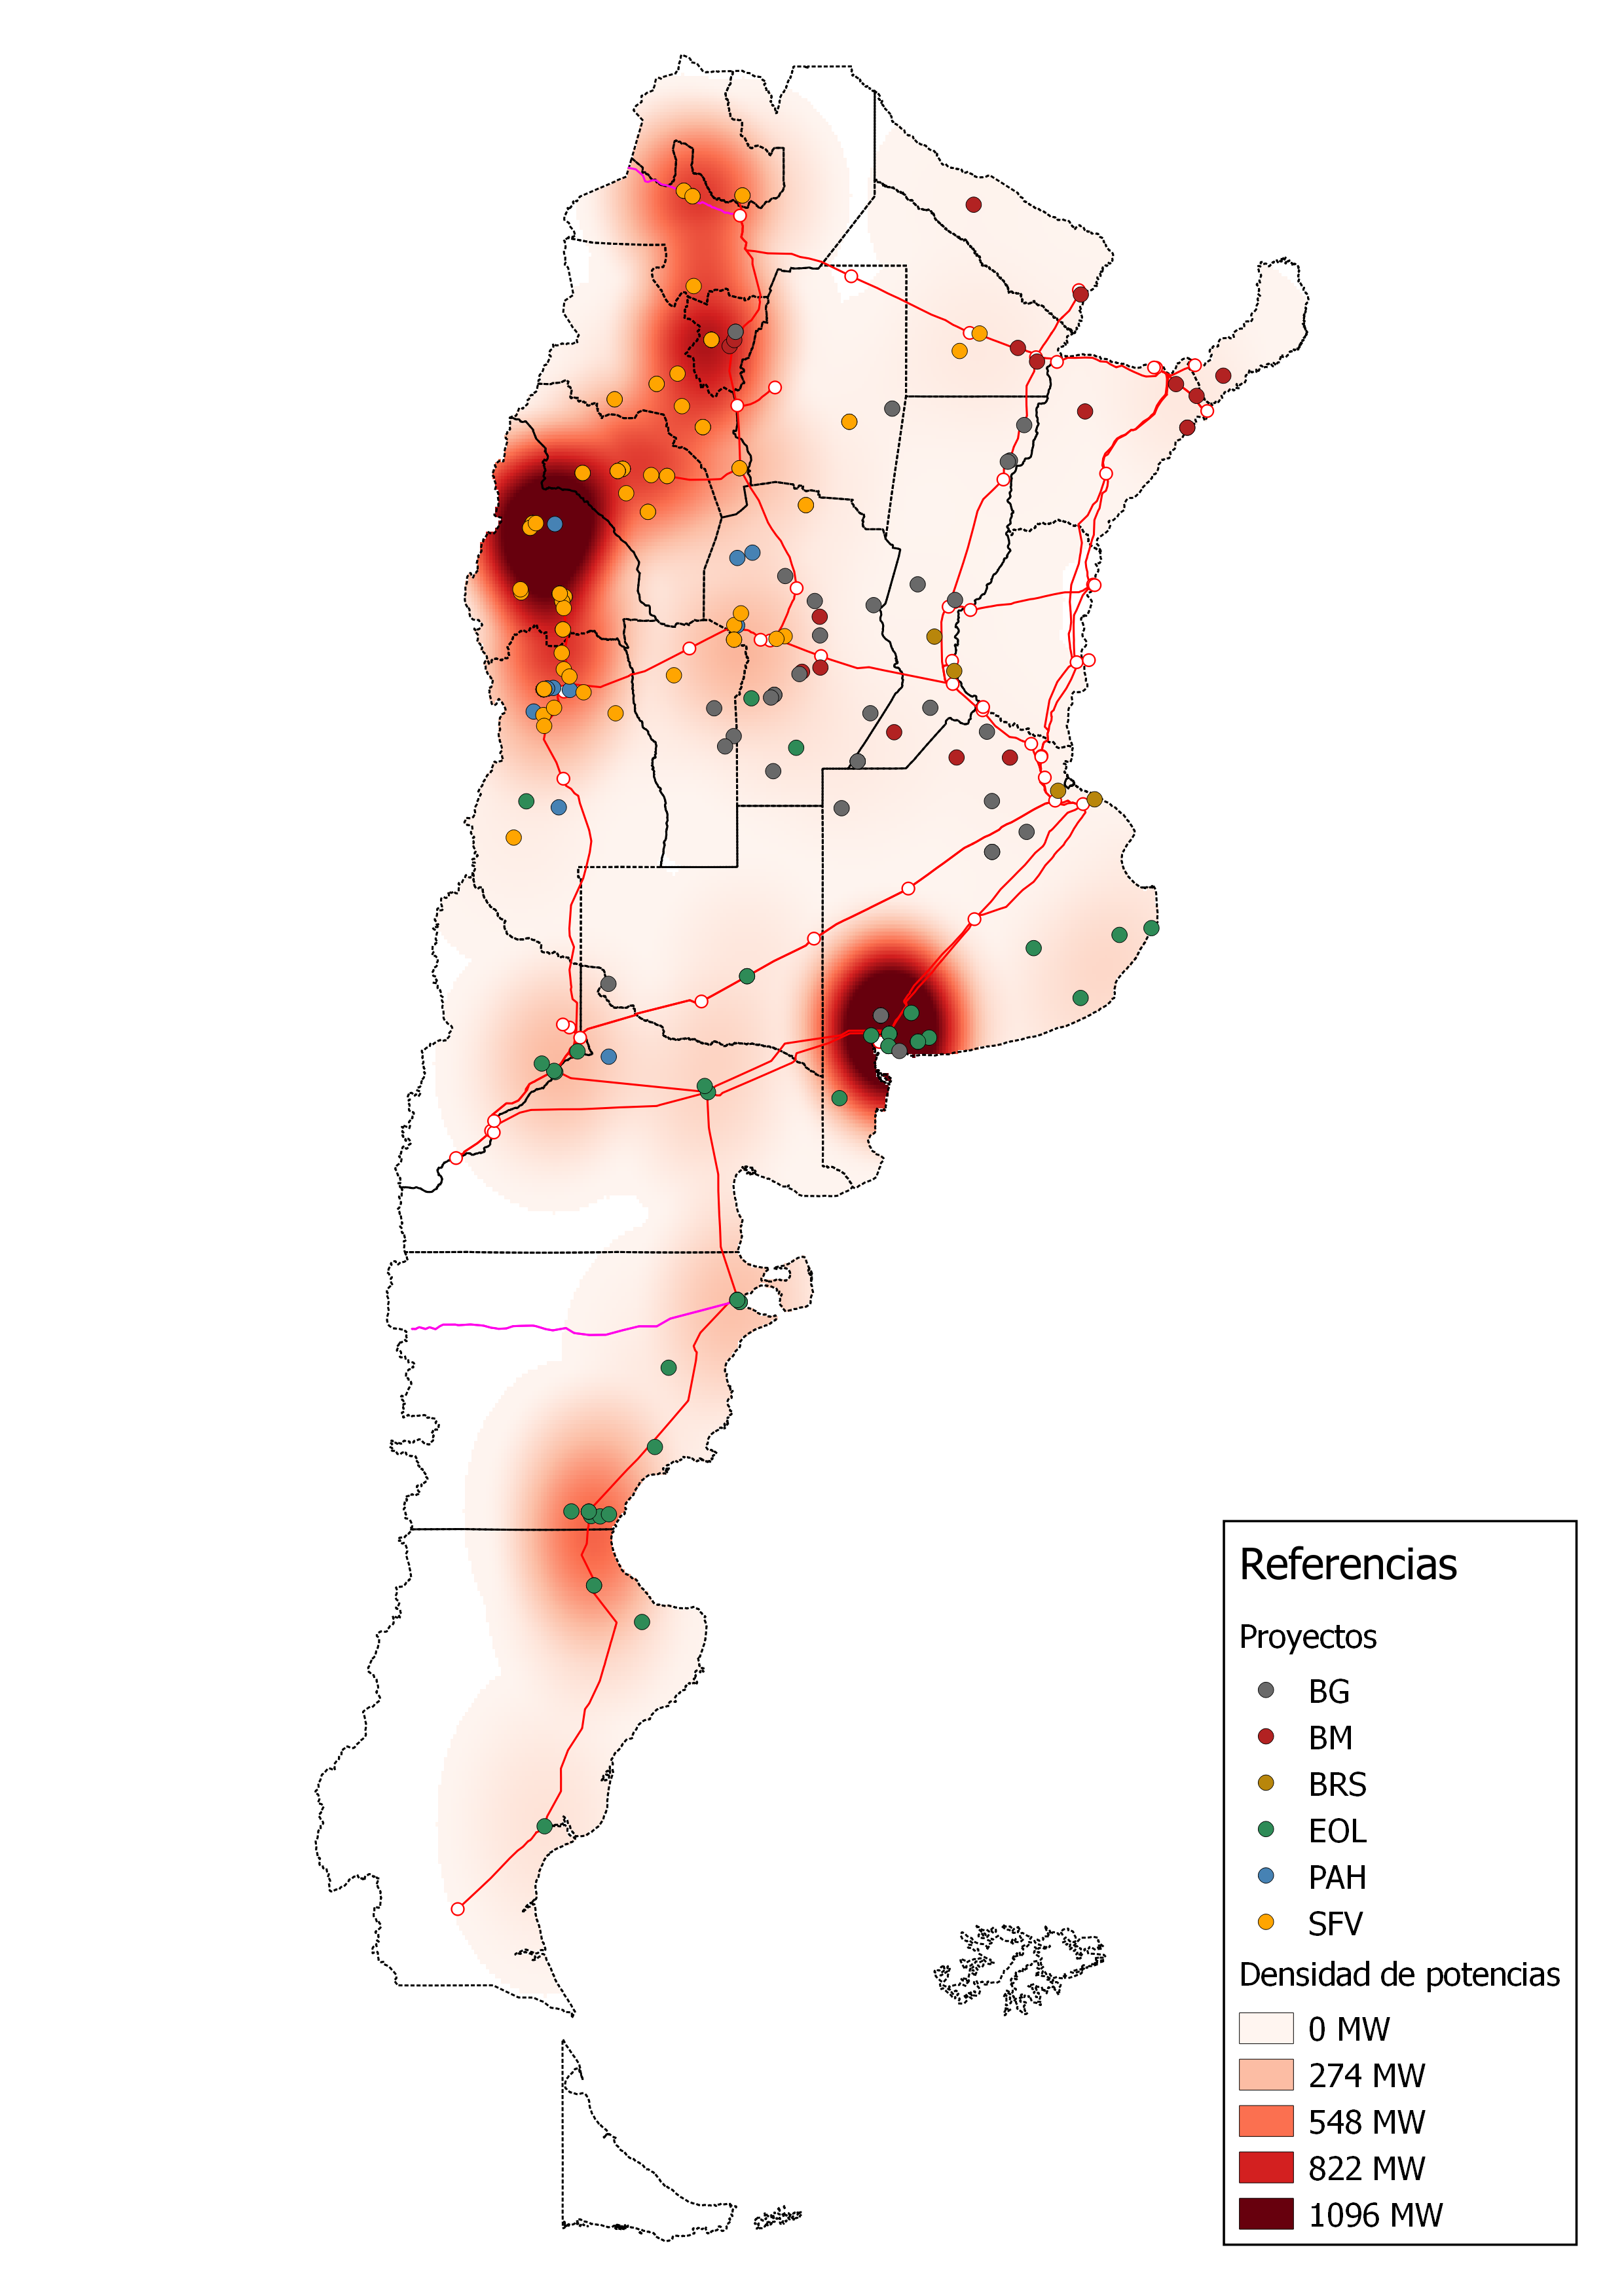 Referencias
Proyectos
BG
BM
BRS
EOL
PAH
SFV
Densidad de potencias
0 MW
274 MW
548 MW
822 MW
1096 MW